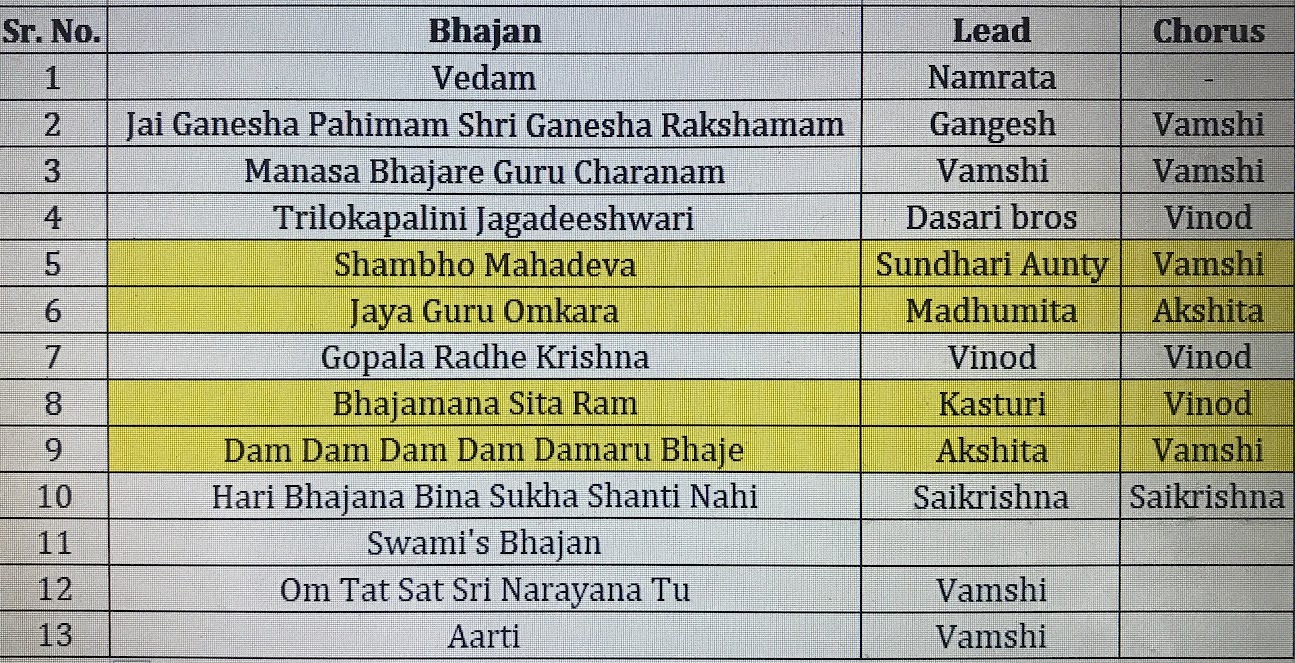 Sr. No. Bhajan Lead Chorus
1 Vedam Namrata -
2 Jai Ganesha Pahimam Shri Ganesha Rakshamam Gangesh Vamshi
3 Manasa Bhajare Guru Charanam Vamshi Vamshi
4 Trilokapalini Jagadeeshwari Dasari bros Vinod
5 Shambho Mahadeva Sundhari Aunty Vamshi
6 Jaya Guru Omkara Madhumita Akshita
7 Gopala Radhe Krishna Vinod Vinod
8 Bhajamana Sita Ram Kasturi Vinod
9 Dam Dam Dam Dam Damaru Bhaje Akshita Vamshi
10 Hari Bhajana Bina Sukha Shanti Nahi Saikrishna Saikrishna
11 Swami's Bhajan
12 Om Tat Sat Sri Narayana Tu Vamshi
13 Aarti Vamshi